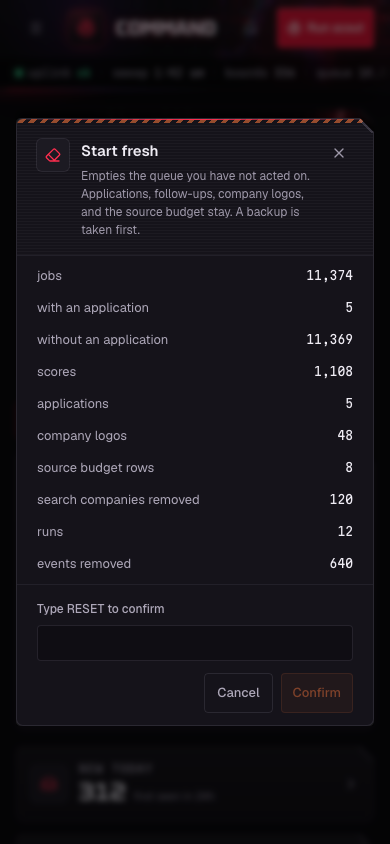 COMMAND
Start fresh
Empties the queue you have not acted on.
Applications, follow-ups, company logos,
and the source budget stay. A backup is
taken first.
jobs 11,374
with an application 5
without an application 11,369
scores 1,108
applications 5
company logos 48
source budget rows 8
search companies removed 120
runs 12
events removed 640
Type RESET to confirm
Cancel Confirm
312